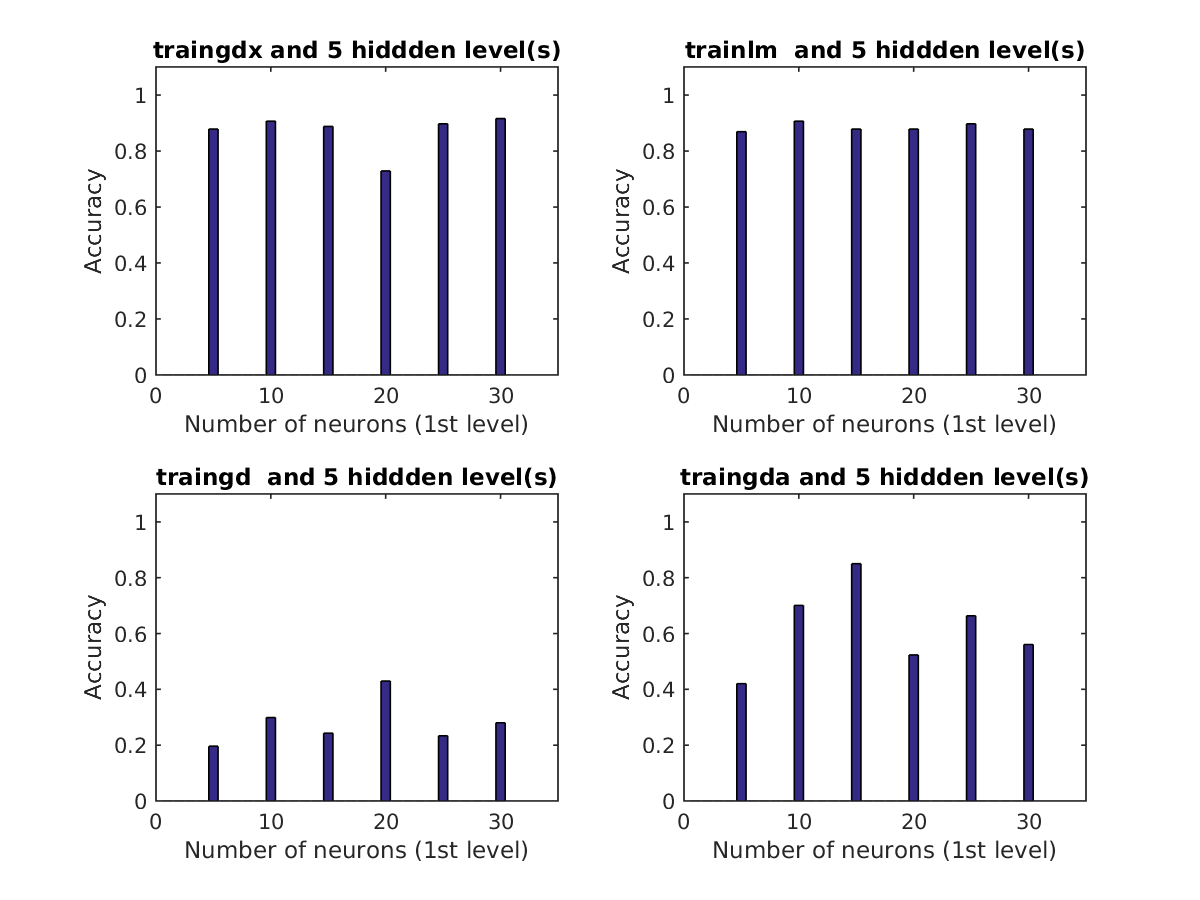 traingdx and 5 hiddden level(s)
1
0.8
0.6
0.4
0.2
0
Accuracy
0 10 20 30
Number of neurons (1st level)
trainlm  and 5 hiddden level(s)
1
0.8
0.6
0.4
0.2
0
Accuracy
0 10 20 30
Number of neurons (1st level)
traingd  and 5 hiddden level(s)
1
0.8
0.6
0.4
0.2
0
Accuracy
0 10 20 30
Number of neurons (1st level)
traingda and 5 hiddden level(s)
1
0.8
0.6
0.4
0.2
0
Accuracy
0 10 20 30
Number of neurons (1st level)